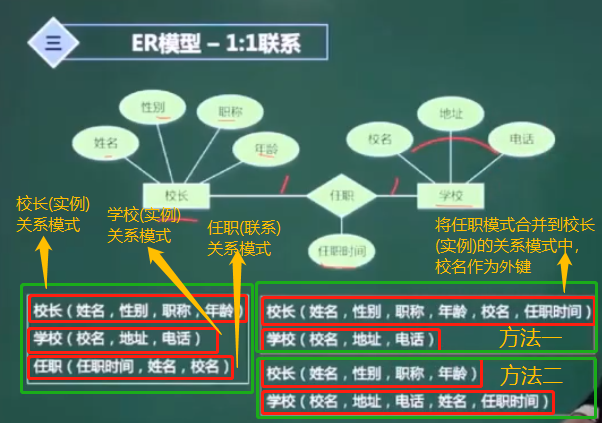 三
ER模型 – 1:1联系
性别
职称
姓名
年龄
校长
任职
任职时间
地址
校名
电话
学校
校长(实例)
关系模式
学校(实例)
关系模式
任职(联系)
关系模式
将任职模式合并到校长
(实例)的关系模式中，
校名作为外键
校长（姓名，性别，职称，年龄）
学校（校名，地址，电话）
任职（任职时间，姓名，校名）
校长（姓名，性别，职称，年龄，校名，任职时间）
学校（校名，地址，电话）
方法一
校长（姓名，性别，职称，年龄）
方法二
学校（校名，地址，电话，姓名，任职时间）